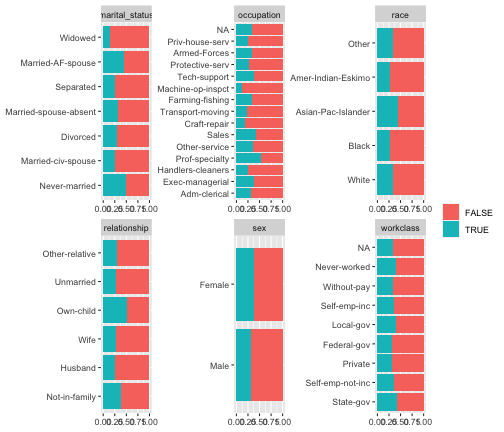 marital_status
Widowed
Married-AF-spouse
Separated
Married-spouse-absent
Divorced
Married-civ-spouse
Never-married
0.00 0.25 0.50 0.75 1.00
occupation
NA
Priv-house-serv
Armed-Forces
Protective-serv
Tech-support
Machine-op-inspct
Farming-fishing
Transport-moving
Craft-repair
Sales
Other-service
Prof-specialty
Handlers-cleaners
Exec-managerial
Adm-clerical
0.00 0.25 0.50 0.75 1.00
race
Other
Amer-Indian-Eskimo
Asian-Pac-Islander
Black
White
0.00 0.25 0.50 0.75 1.00
relationship
Other-relative
Unmarried
Own-child
Wife
Husband
Not-in-family
0.00 0.25 0.50 0.75 1.00
sex
Female
Male
0.00 0.25 0.50 0.75 1.00
workclass
NA
Never-worked
Without-pay
Self-emp-inc
Local-gov
Federal-gov
Private
Self-emp-not-inc
State-gov
0.00 0.25 0.50 0.75 1.00
FALSE
TRUE